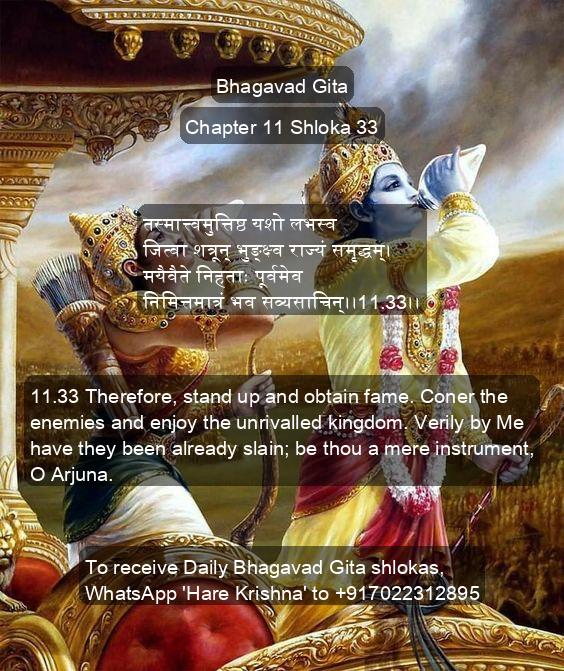 Bhagavad Gita
Chapter 11 Shloka 33
तस्मात्त्वमुत्तिष्ठ यशो लभस्व
जित्वा शत्रून् भुङ्क्ष्व राज्यं समृद्धम्।
मयैवैते निहताः पूर्वमेव
निमित्तमात्रं भव सव्यसाचिन्।।11.33।।
11.33 Therefore, stand up and obtain fame. Coner the
enemies and enjoy the unrivalled kingdom. Verily by Me
have they been already slain; be thou a mere instrument,
O Arjuna.
To receive Daily Bhagavad Gita shlokas,
WhatsApp 'Hare Krishna' to +917022312895